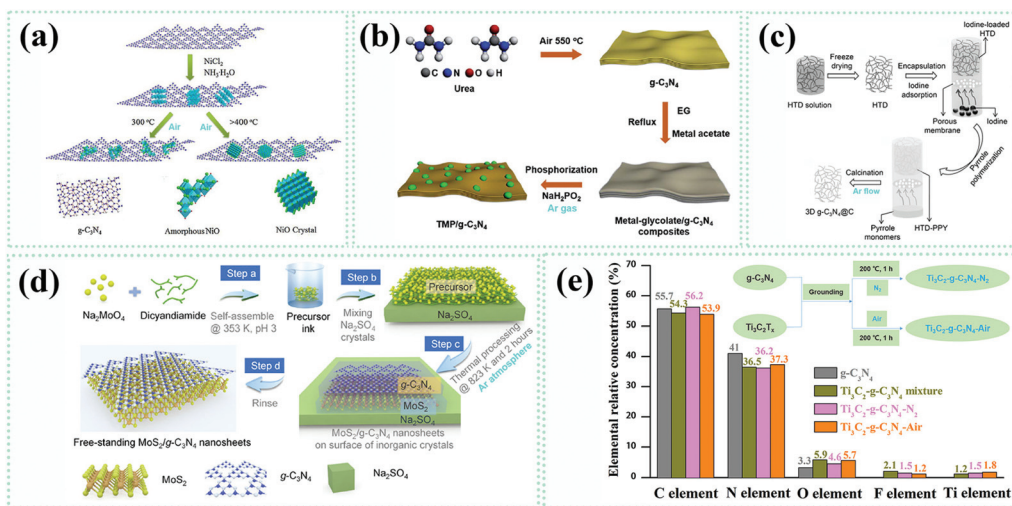 (a)
NiCl2
NH3·H2O
300 ℃
Air
Air
>400 ℃
g-C3N4
Amorphous NiO
NiO Crystal
(b)
Air 550 ℃
C N O H
Urea
g-C3N4
EG
Reflux
Metal acetate
Phosphorization
NaH2PO2
Ar gas
TMP/g-C3N4
Metal-glycolate/g-C3N4
composites
(c)
Iodine-loaded
HTD
Freeze
drying
Encapsulation
Iodine
adsorption
HTD solution
HTD
Porous
membrane
Iodine
Pyrrole
polymerization
Calcination
Ar flow
3D g-C3N4@C
Pyrrole
monomers
HTD-PPY
(d)
Na2MoO4
Dicyandiamide
Step a
Self-assemble
@ 353 K, pH 3
Precursor
ink
Step b
Mixing
Na2SO4
crystals
Precursor
Na2SO4
Step c
Thermal processing
@ 823 K and 2 hours
Ar atmosphere
g-C3N4
MoS2
Na2SO4
MoS2/g-C3N4 nanosheets
on surface of inorganic crystals
Step d
Rinse
Free-standing MoS2/g-C3N4 nanosheets
MoS2
g-C3N4
Na2SO4
(e)
Elemental relative concentration (%)
70
60
50
40
30
20
10
0
g-C3N4
Ti3C2Tx
Grounding
200 ℃, 1 h
N2
Ti3C2-g-C3N4-N2
Air
200 ℃, 1 h
Ti3C2-g-C3N4-Air
g-C3N4
Ti3C2-g-C3N4 mixture
Ti3C2-g-C3N4-N2
Ti3C2-g-C3N4-Air
55.7 54.3 56.2 53.9
41 36.5 36.2 37.3
3.3 5.9 4.6 5.7
2.1 1.5 1.2
1.2 1.5 1.8
C element N element O element F element Ti element